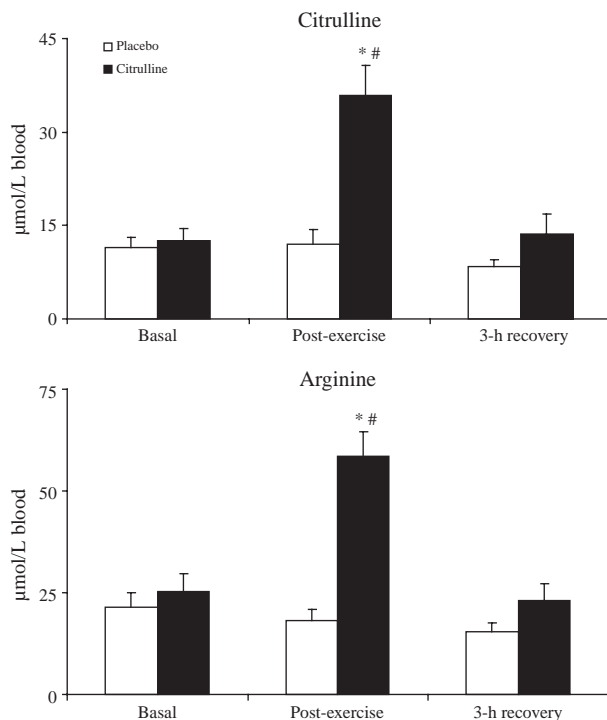 Citrulline
45
Placebo
Citrulline
* #
30
µmol/L blood
15
0
Basal Post-exercise 3-h recovery
Arginine
75
* #
50
µmol/L blood
25
0
Basal Post-exercise 3-h recovery